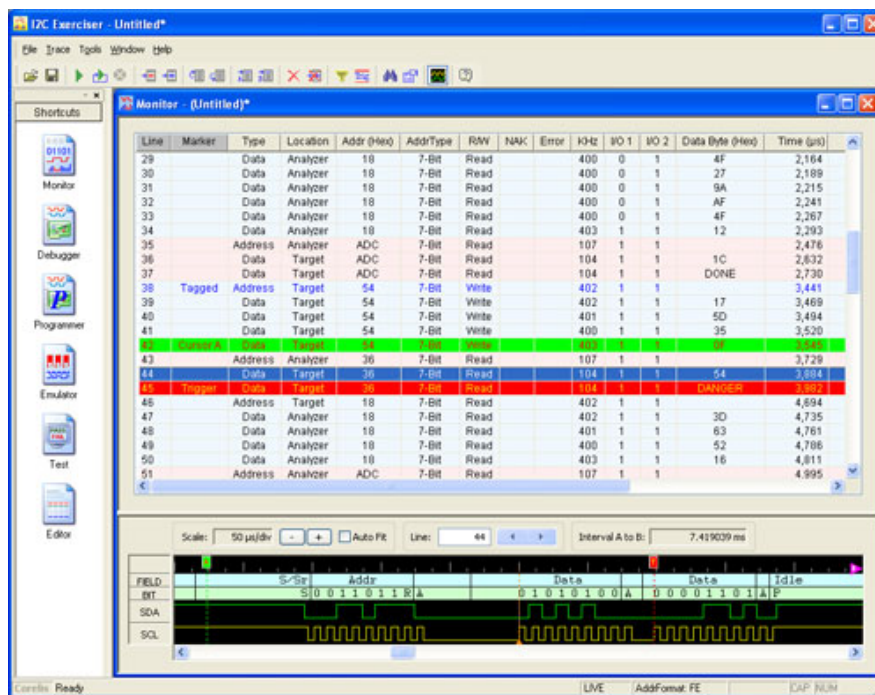 I2C Exerciser - Untitled*
File Trace Tools Window Help
Shortcuts
Monitor
Debugger
Programmer
Emulator
Test
Editor
Monitor - (Untitled)*
Line Marker Type Location Addr (Hex) AddrType R/W NAK Error KHz I/O 1 I/O 2 Data Byte (Hex) Time (µs)
29 Data Analyzer 18 7-Bit Read 400 0 1 4F 2,164
30 Data Analyzer 18 7-Bit Read 400 0 1 27 2,189
31 Data Analyzer 18 7-Bit Read 400 0 1 9A 2,215
32 Data Analyzer 18 7-Bit Read 400 0 1 AF 2,241
33 Data Analyzer 18 7-Bit Read 400 0 1 4F 2,267
34 Data Analyzer 18 7-Bit Read 403 1 1 12 2,293
35 Address Analyzer ADC 7-Bit Read 107 1 1 2,476
36 Data Target ADC 7-Bit Read 104 1 1 1C 2,632
37 Data Target ADC 7-Bit Read 104 1 1 DONE 2,730
38 Tagged Address Target 54 7-Bit Write 402 1 1 3,441
39 Data Target 54 7-Bit Write 402 1 1 17 3,469
40 Data Target 54 7-Bit Write 401 1 1 5D 3,494
41 Data Target 54 7-Bit Write 400 1 1 35 3,520
42 Cursor A Data Target 54 7-Bit Write 403 1 1 0F 3,545
43 Address Analyzer 36 7-Bit Read 107 1 1 3,729
44 Data Target 36 7-Bit Read 104 1 1 54 3,884
45 Trigger Data Target 36 7-Bit Read 104 1 1 DANGER 3,982
46 Address Target 18 7-Bit Read 402 1 1 4,694
47 Data Analyzer 18 7-Bit Read 402 1 1 3D 4,735
48 Data Analyzer 18 7-Bit Read 401 1 1 63 4,761
49 Data Analyzer 18 7-Bit Read 400 1 1 52 4,786
50 Data Analyzer 18 7-Bit Read 403 1 1 16 4,811
51 Address Analyzer ADC 7-Bit Read 107 1 1 4,995
Scale: 50 µs/div - + Auto Fit Line: 44 Interval A to B: 7.419039 ms
FIELD S/Sr Addr Data Data Idle
BIT S 0 0 1 1 0 1 1 R A 0 1 0 1 0 1 0 0 A 0 0 0 0 1 1 0 1 A P
SDA
SCL
Corelis Ready LIVE AddrFormat: FE CAP NUM